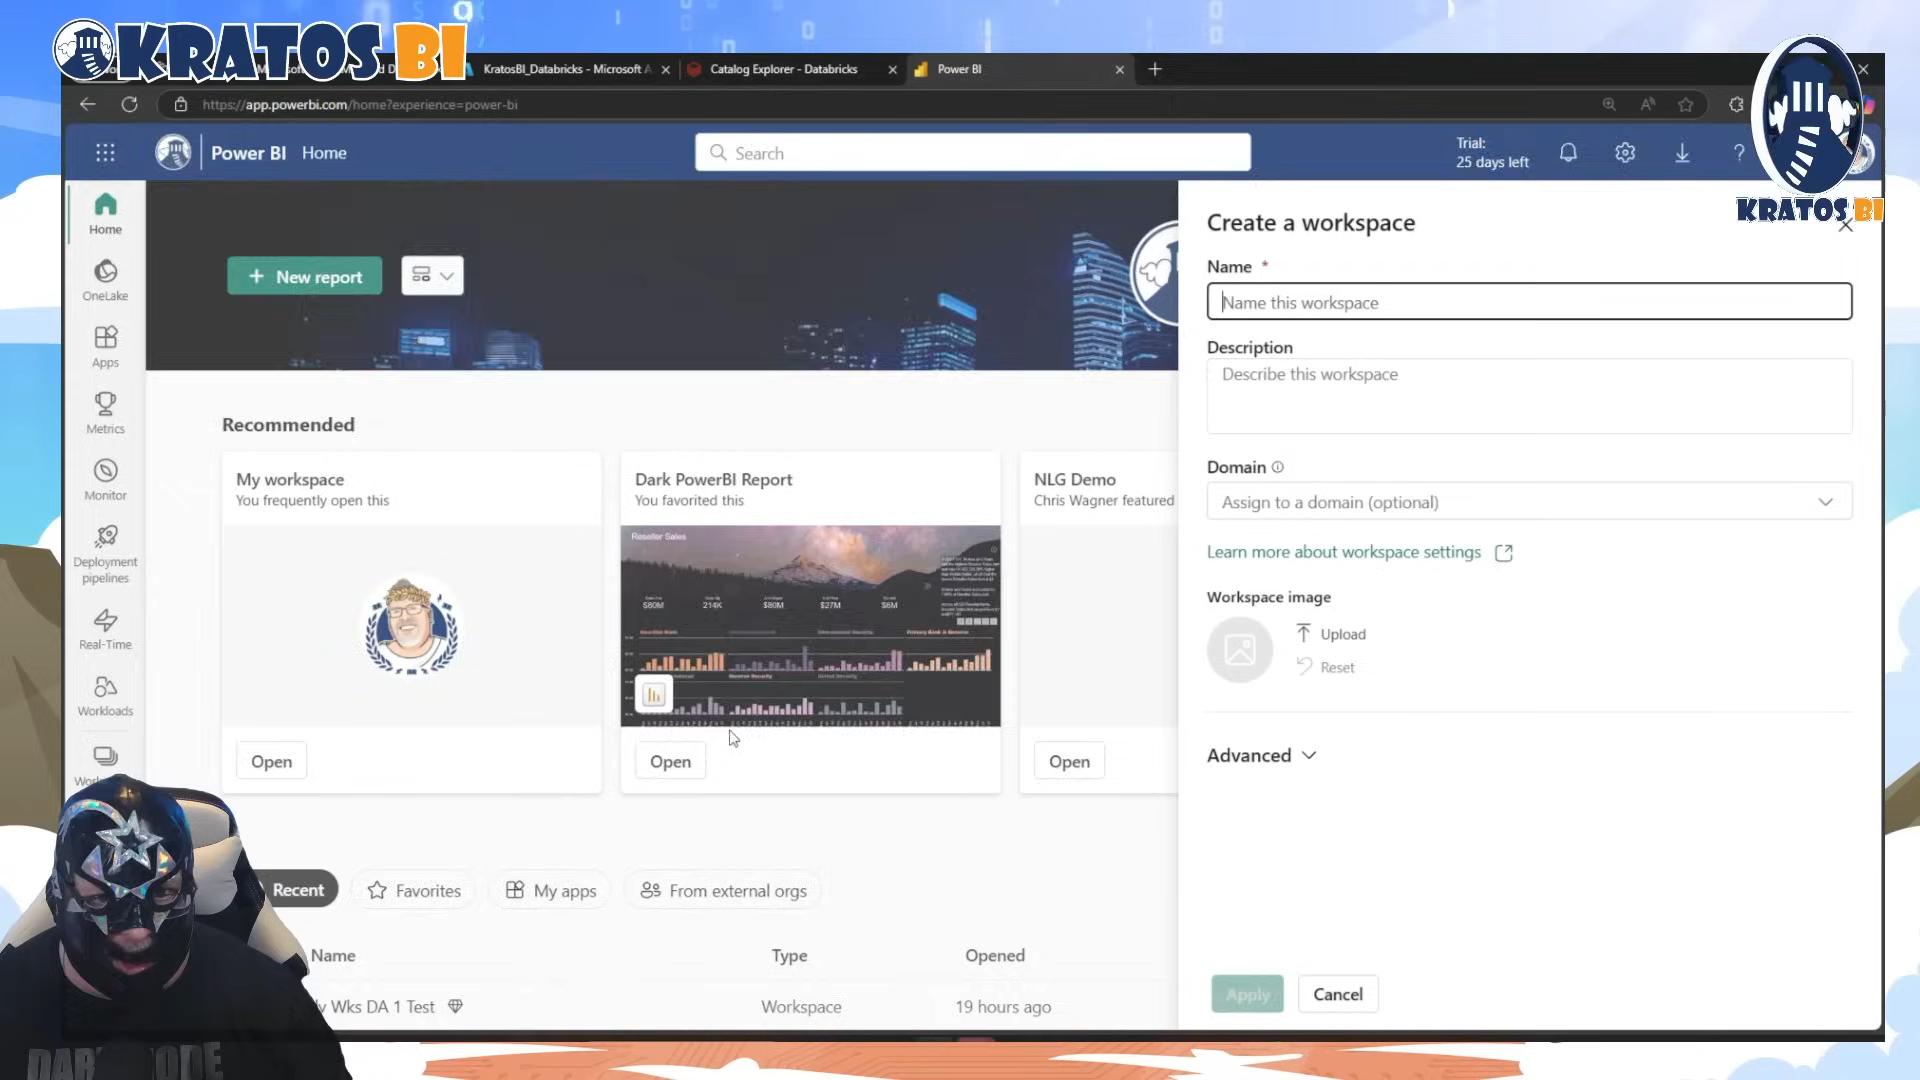 KRATOS BI
KratosBI_Databricks - Microsoft A
Catalog Explorer - Databricks
Power BI
https://app.powerbi.com/home?experience=power-bi
KRATOS BI
Power BI Home
Search
Trial:
25 days left
Home
OneLake
Apps
Metrics
Monitor
Deployment
pipelines
Real-Time
Workloads
New report
Recommended
My workspace
You frequently open this
Open
Dark PowerBI Report
You favorited this
Reseller Sales
$80M 214K $80M $27M $6M
Open
NLG Demo
Chris Wagner featured
Open
Recent Favorites My apps From external orgs
Name Type Opened
Wks DA 1 Test Workspace 19 hours ago
Create a workspace
Name *
Name this workspace
Description
Describe this workspace
Domain
Assign to a domain (optional)
Learn more about workspace settings
Workspace image
Upload
Reset
Advanced
Apply Cancel